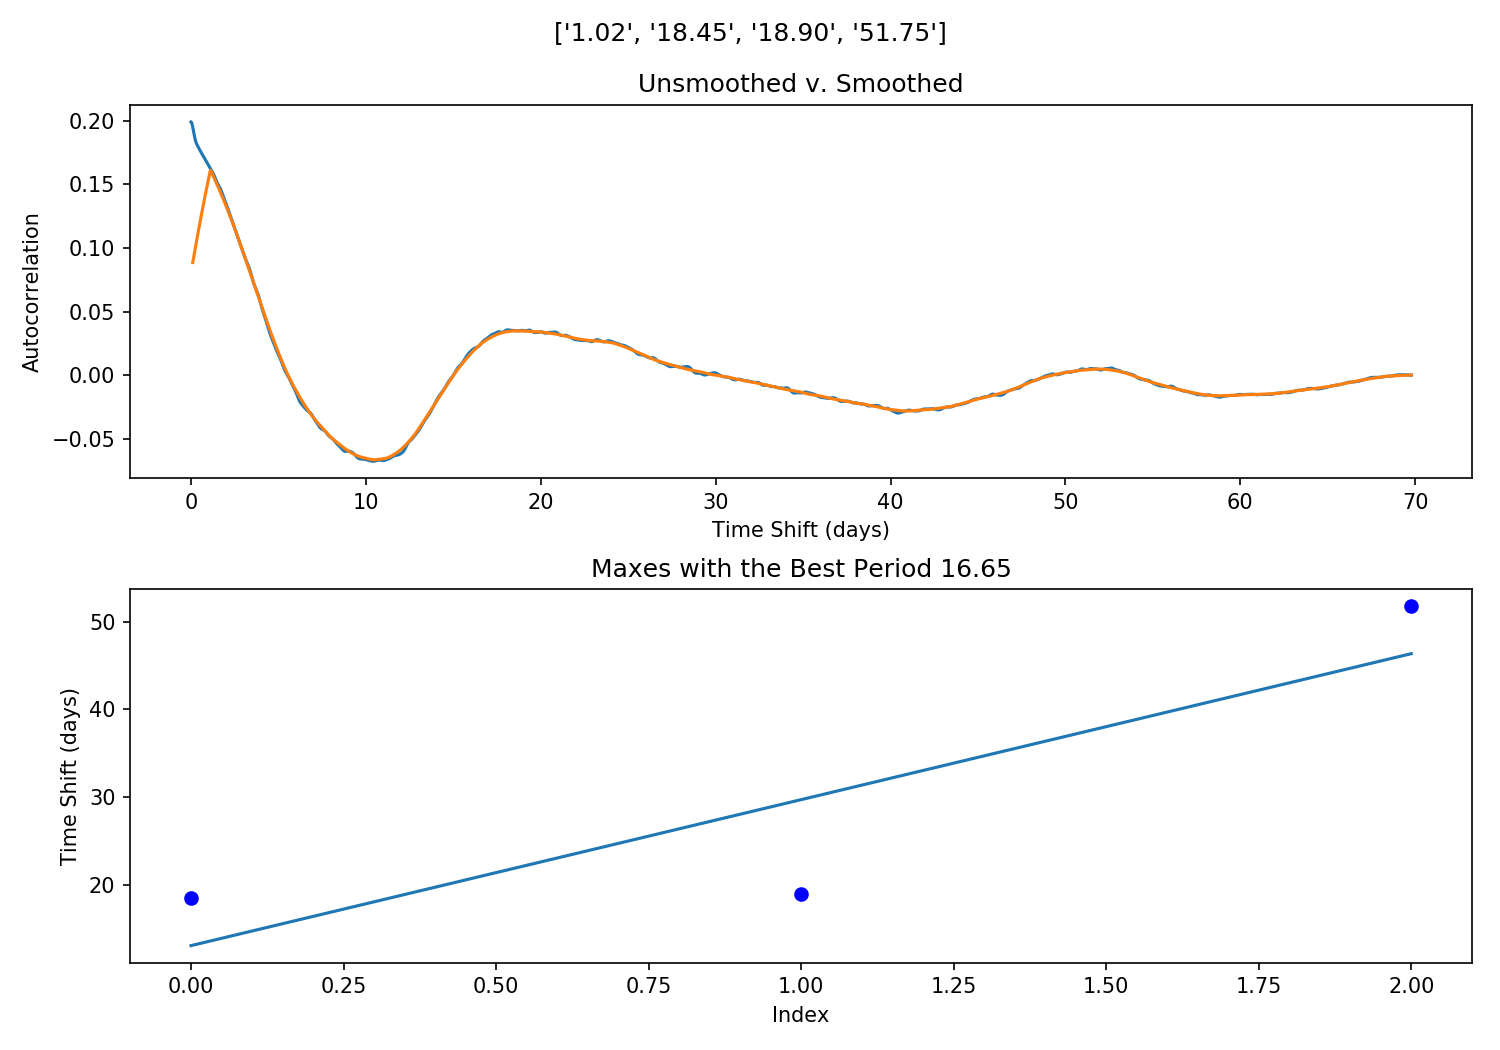 ['1.02', '18.45', '18.90', '51.75']
Unsmoothed v. Smoothed
Autocorrelation
0.20
0.15
0.10
0.05
0.00
−0.05
0 10 20 30 40 50 60 70
Time Shift (days)
Maxes with the Best Period 16.65
Time Shift (days)
50
40
30
20
0.00 0.25 0.50 0.75 1.00 1.25 1.50 1.75 2.00
Index